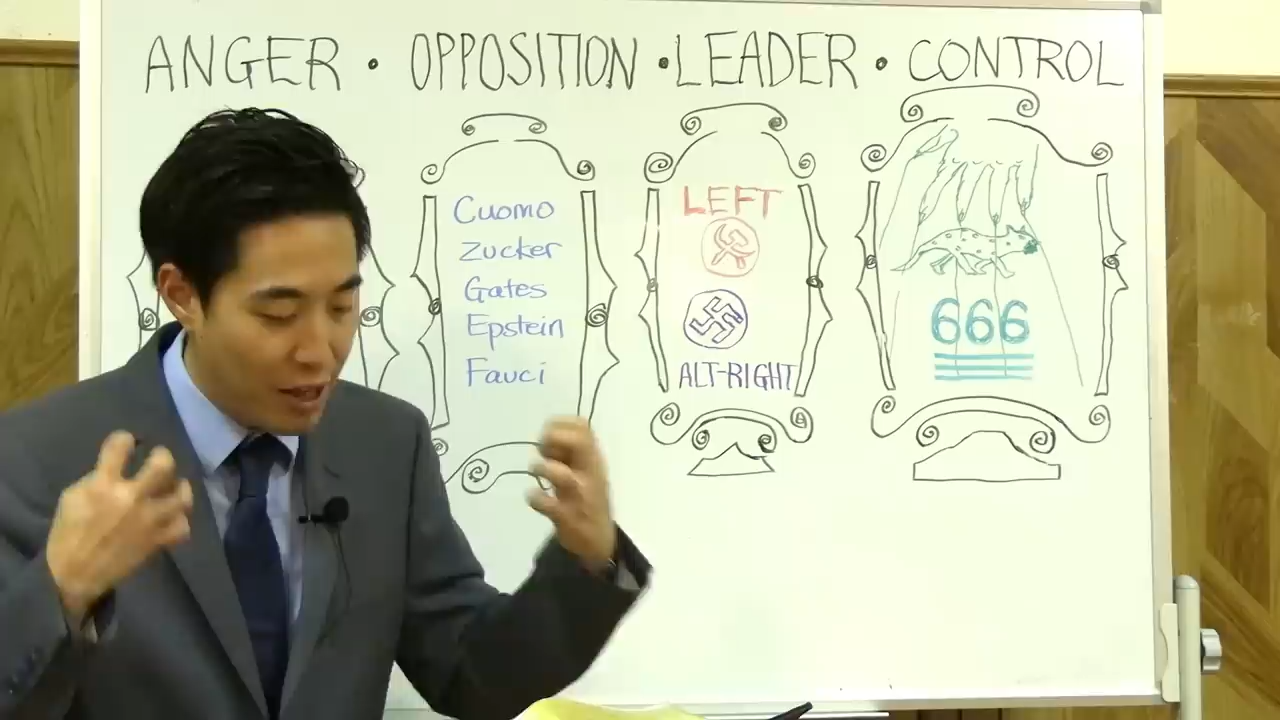 ANGER • OPPOSITION • LEADER • CONTROL
Cuomo
Zucker
Gates
Epstein
Fauci
LEFT
ALT-RIGHT
666